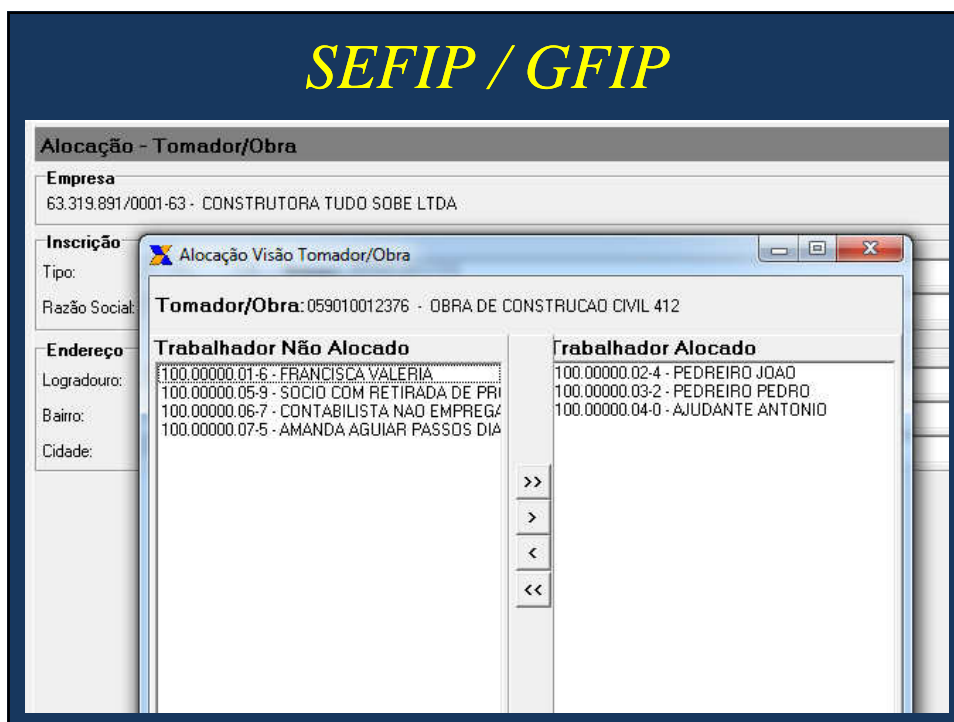 SEFIP / GFIP
Alocação - Tomador/Obra
Empresa
63.319.891/0001-63 - CONSTRUTORA TUDO SOBE LTDA
Inscrição
Tipo:
Razão Social:
Endereço
Logradouro:
Bairro:
Cidade:
Alocação Visão Tomador/Obra
Tomador/Obra: 059010012376 - OBRA DE CONSTRUCAO CIVIL 412
Trabalhador Não Alocado
100.00000.01-6 - FRANCISCA VALERIA
100.00000.05-9 - SOCIO COM RETIRADA DE PR
100.00000.06-7 - CONTABILISTA NAO EMPREGA
100.00000.07-5 - AMANDA AGUIAR PASSOS DIA
>>
>
<
<<
Trabalhador Alocado
100.00000.02-4 - PEDREIRO JOAO
100.00000.03-2 - PEDREIRO PEDRO
100.00000.04-0 - AJUDANTE ANTONIO